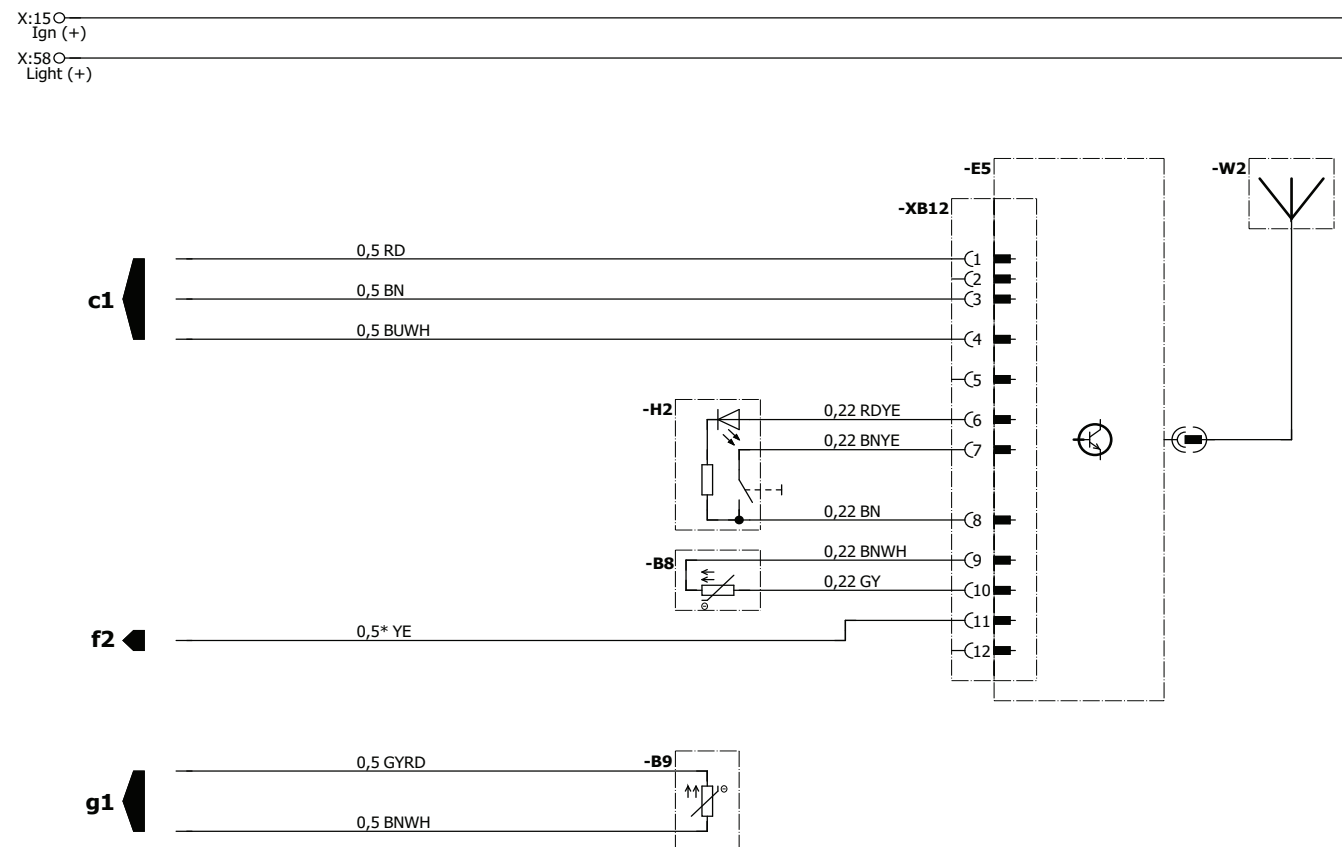 X:15
Ign (+)
X:58
Light (+)
-E5
-W2
-XB12
c1
0,5 RD
1
2
0,5 BN
3
0,5 BUWH
4
5
-H2
0,22 RDYE
6
0,22 BNYE
7
0,22 BN
8
-B8
0,22 BNWH
9
0,22 GY
10
f2
0,5* YE
11
12
g1
0,5 GYRD
-B9
0,5 BNWH